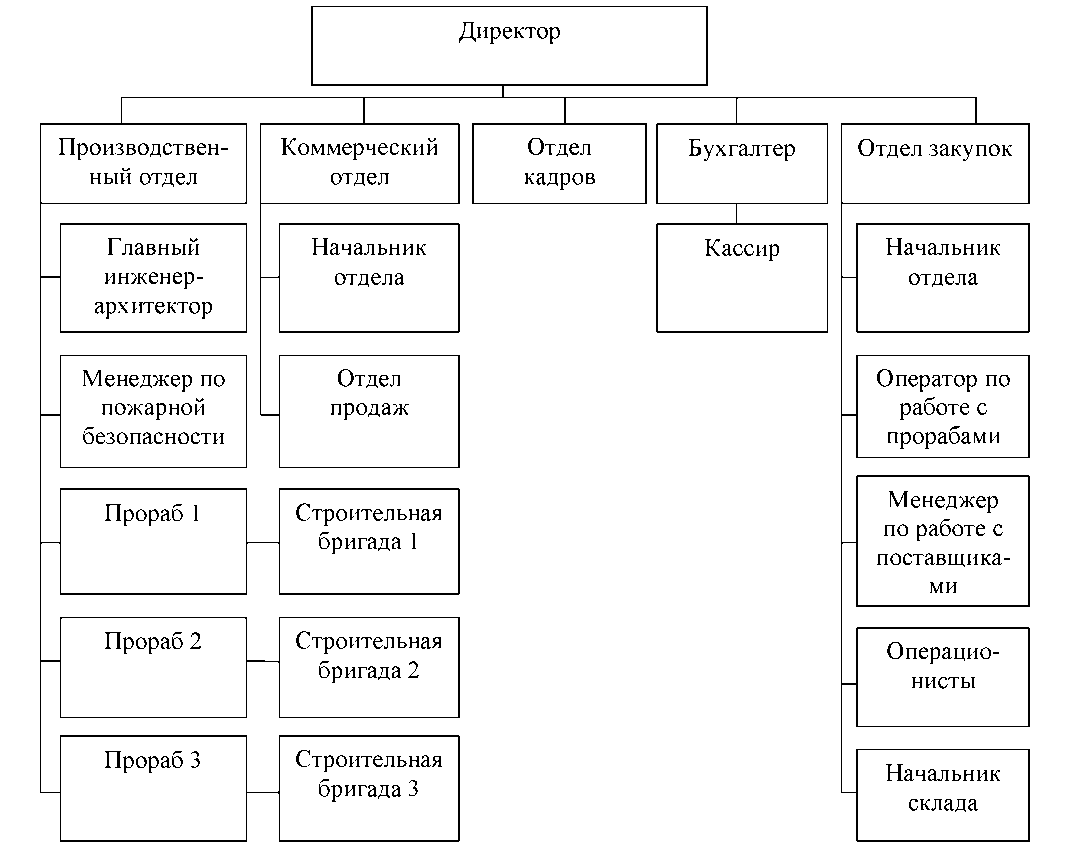 Директор
Производствен-
ный отдел
Коммерческий
отдел
Отдел
кадров
Бухгалтер
Отдел закупок
Главный
инженер-
архитектор
Начальник
отдела
Кассир
Начальник
отдела
Менеджер по
пожарной
безопасности
Отдел
продаж
Оператор по
работе с
прорабами
Прораб 1
Строительная
бригада 1
Менеджер
по работе с
поставщика-
ми
Прораб 2
Строительная
бригада 2
Операцио-
нисты
Прораб 3
Строительная
бригада 3
Начальник
склада